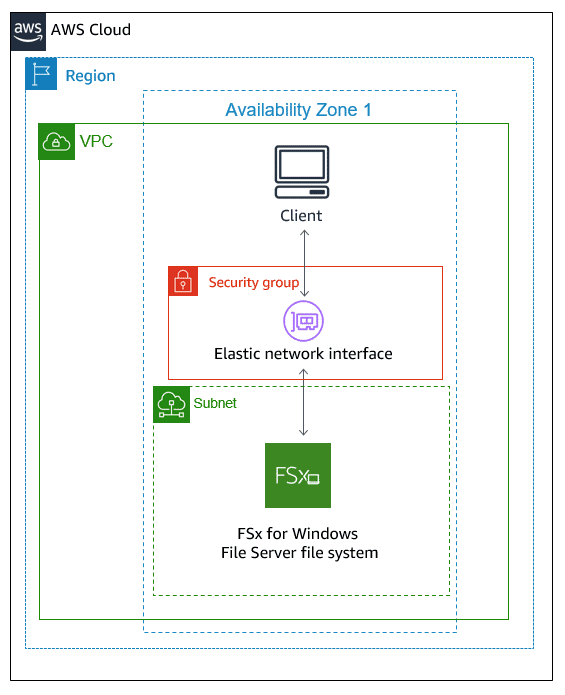 aws
AWS Cloud
Region
Availability Zone 1
VPC
Client
Security group
Elastic network interface
Subnet
FSx
FSx for Windows
File Server file system